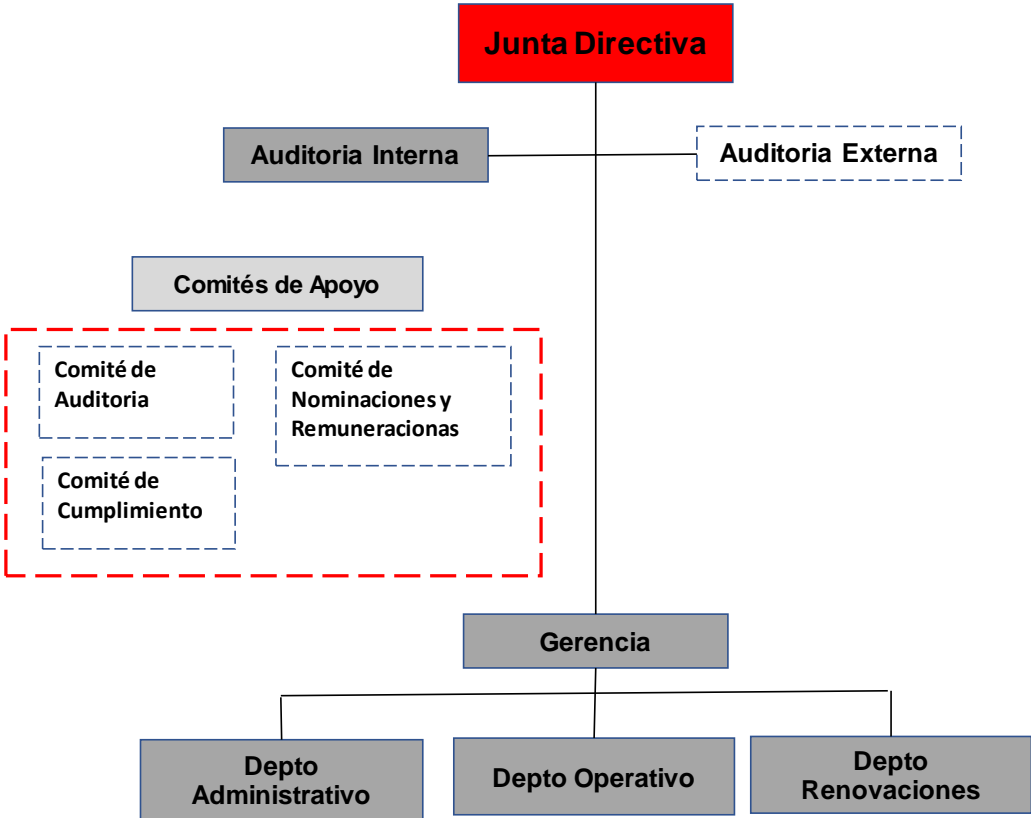 Junta Directiva
Auditoria Interna
Auditoria Externa
Comités de Apoyo
Comité de
Auditoria
Comité de
Nominaciones y
Remuneracionas
Comité de
Cumplimiento
Gerencia
Depto
Administrativo
Depto Operativo
Depto
Renovaciones